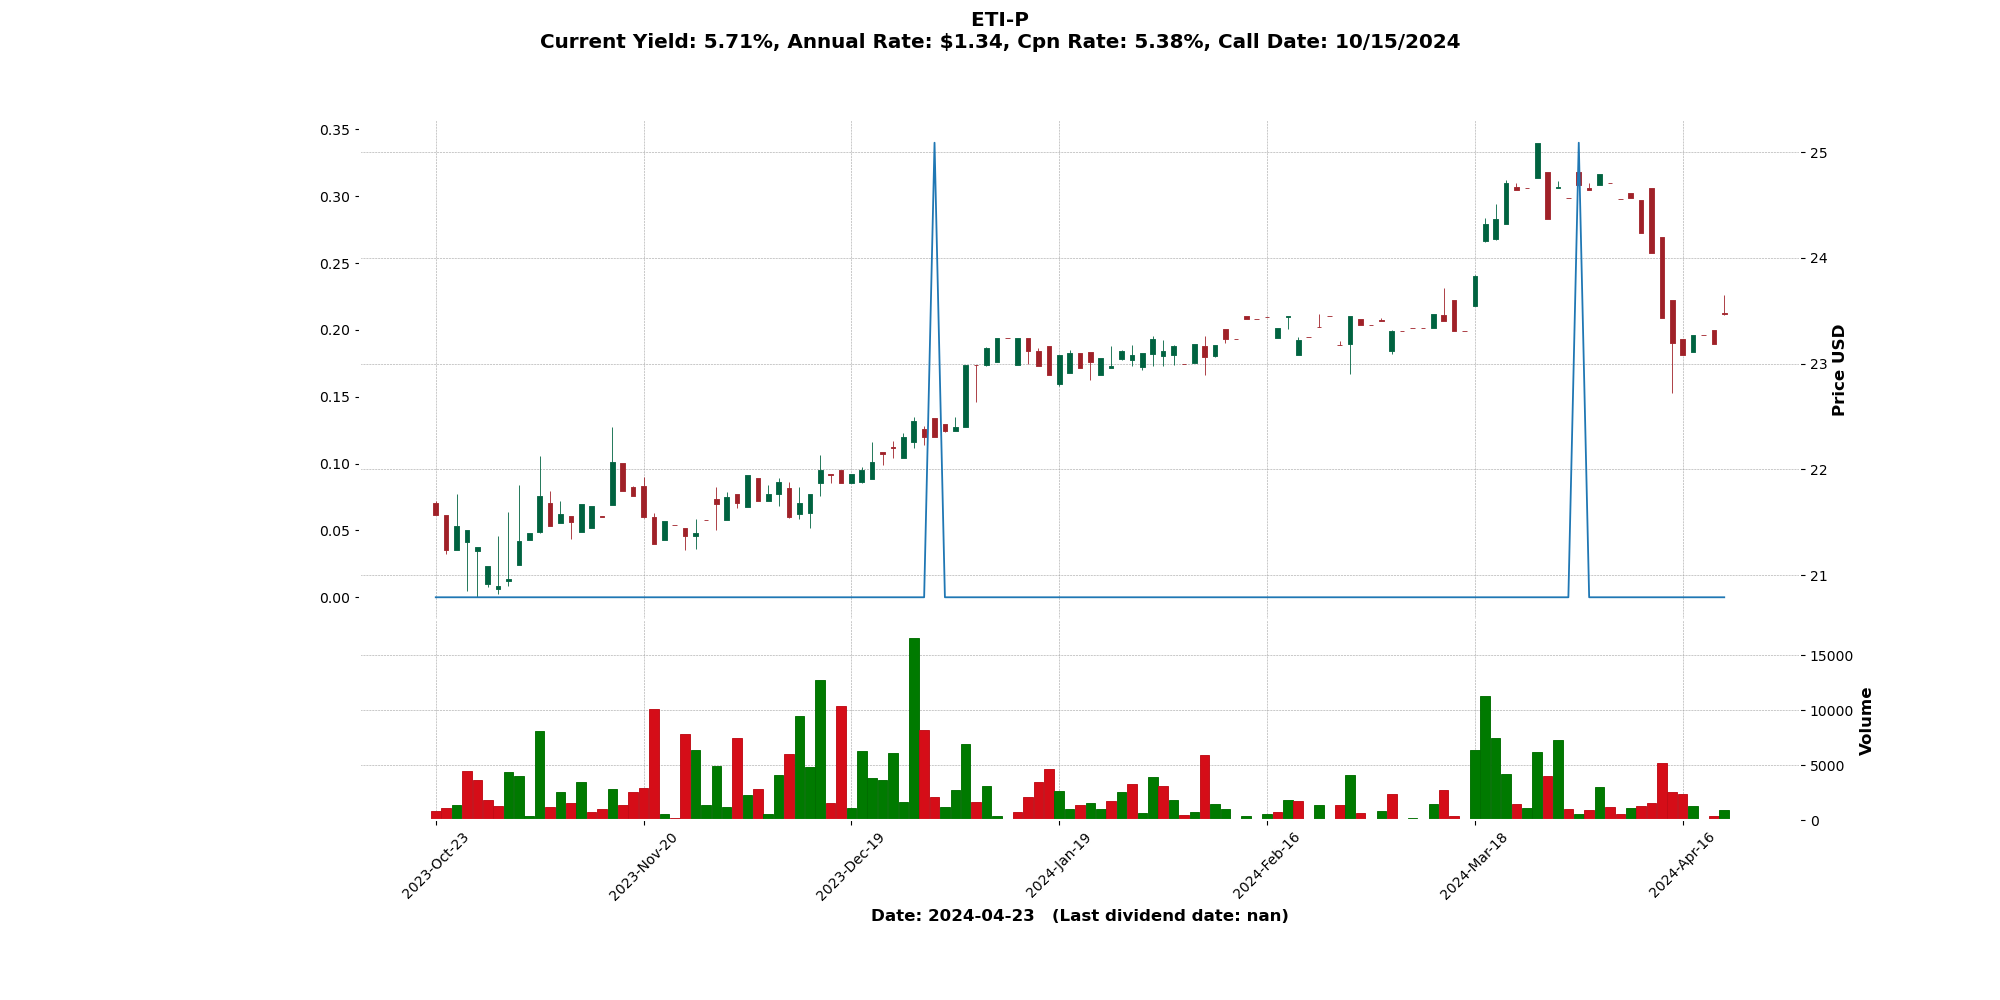 ETI-P
Current Yield: 5.71%, Annual Rate: $1.34, Cpn Rate: 5.38%, Call Date: 10/15/2024
0.35
0.30
0.25
0.20
0.15
0.10
0.05
0.00
25
24
23
22
21
Price USD
15000
10000
5000
0
Volume
2023-Oct-23
2023-Nov-20
2023-Dec-19
2024-Jan-19
2024-Feb-16
2024-Mar-18
2024-Apr-16
Date: 2024-04-23 (Last dividend date: nan)